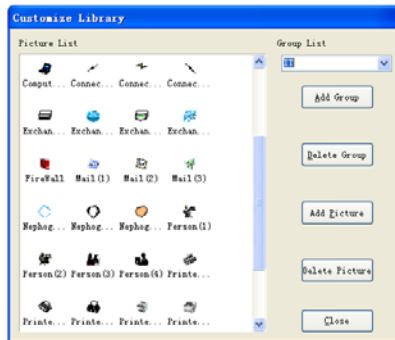 Customize Library
Picture List
Group List
Comput... Connec... Connec... Connec...
Add Group
Exchan... Exchan... Exchan... Exchan...
Delete Group
FireWall Mail(1) Mail(2) Mail(3)
Add Picture
Nephog... Nephog... Nephog... Person(1)
Delete Picture
Person(2) Person(3) Person(4) Printe...
Close
Printe... Printe... Printe... Printe...